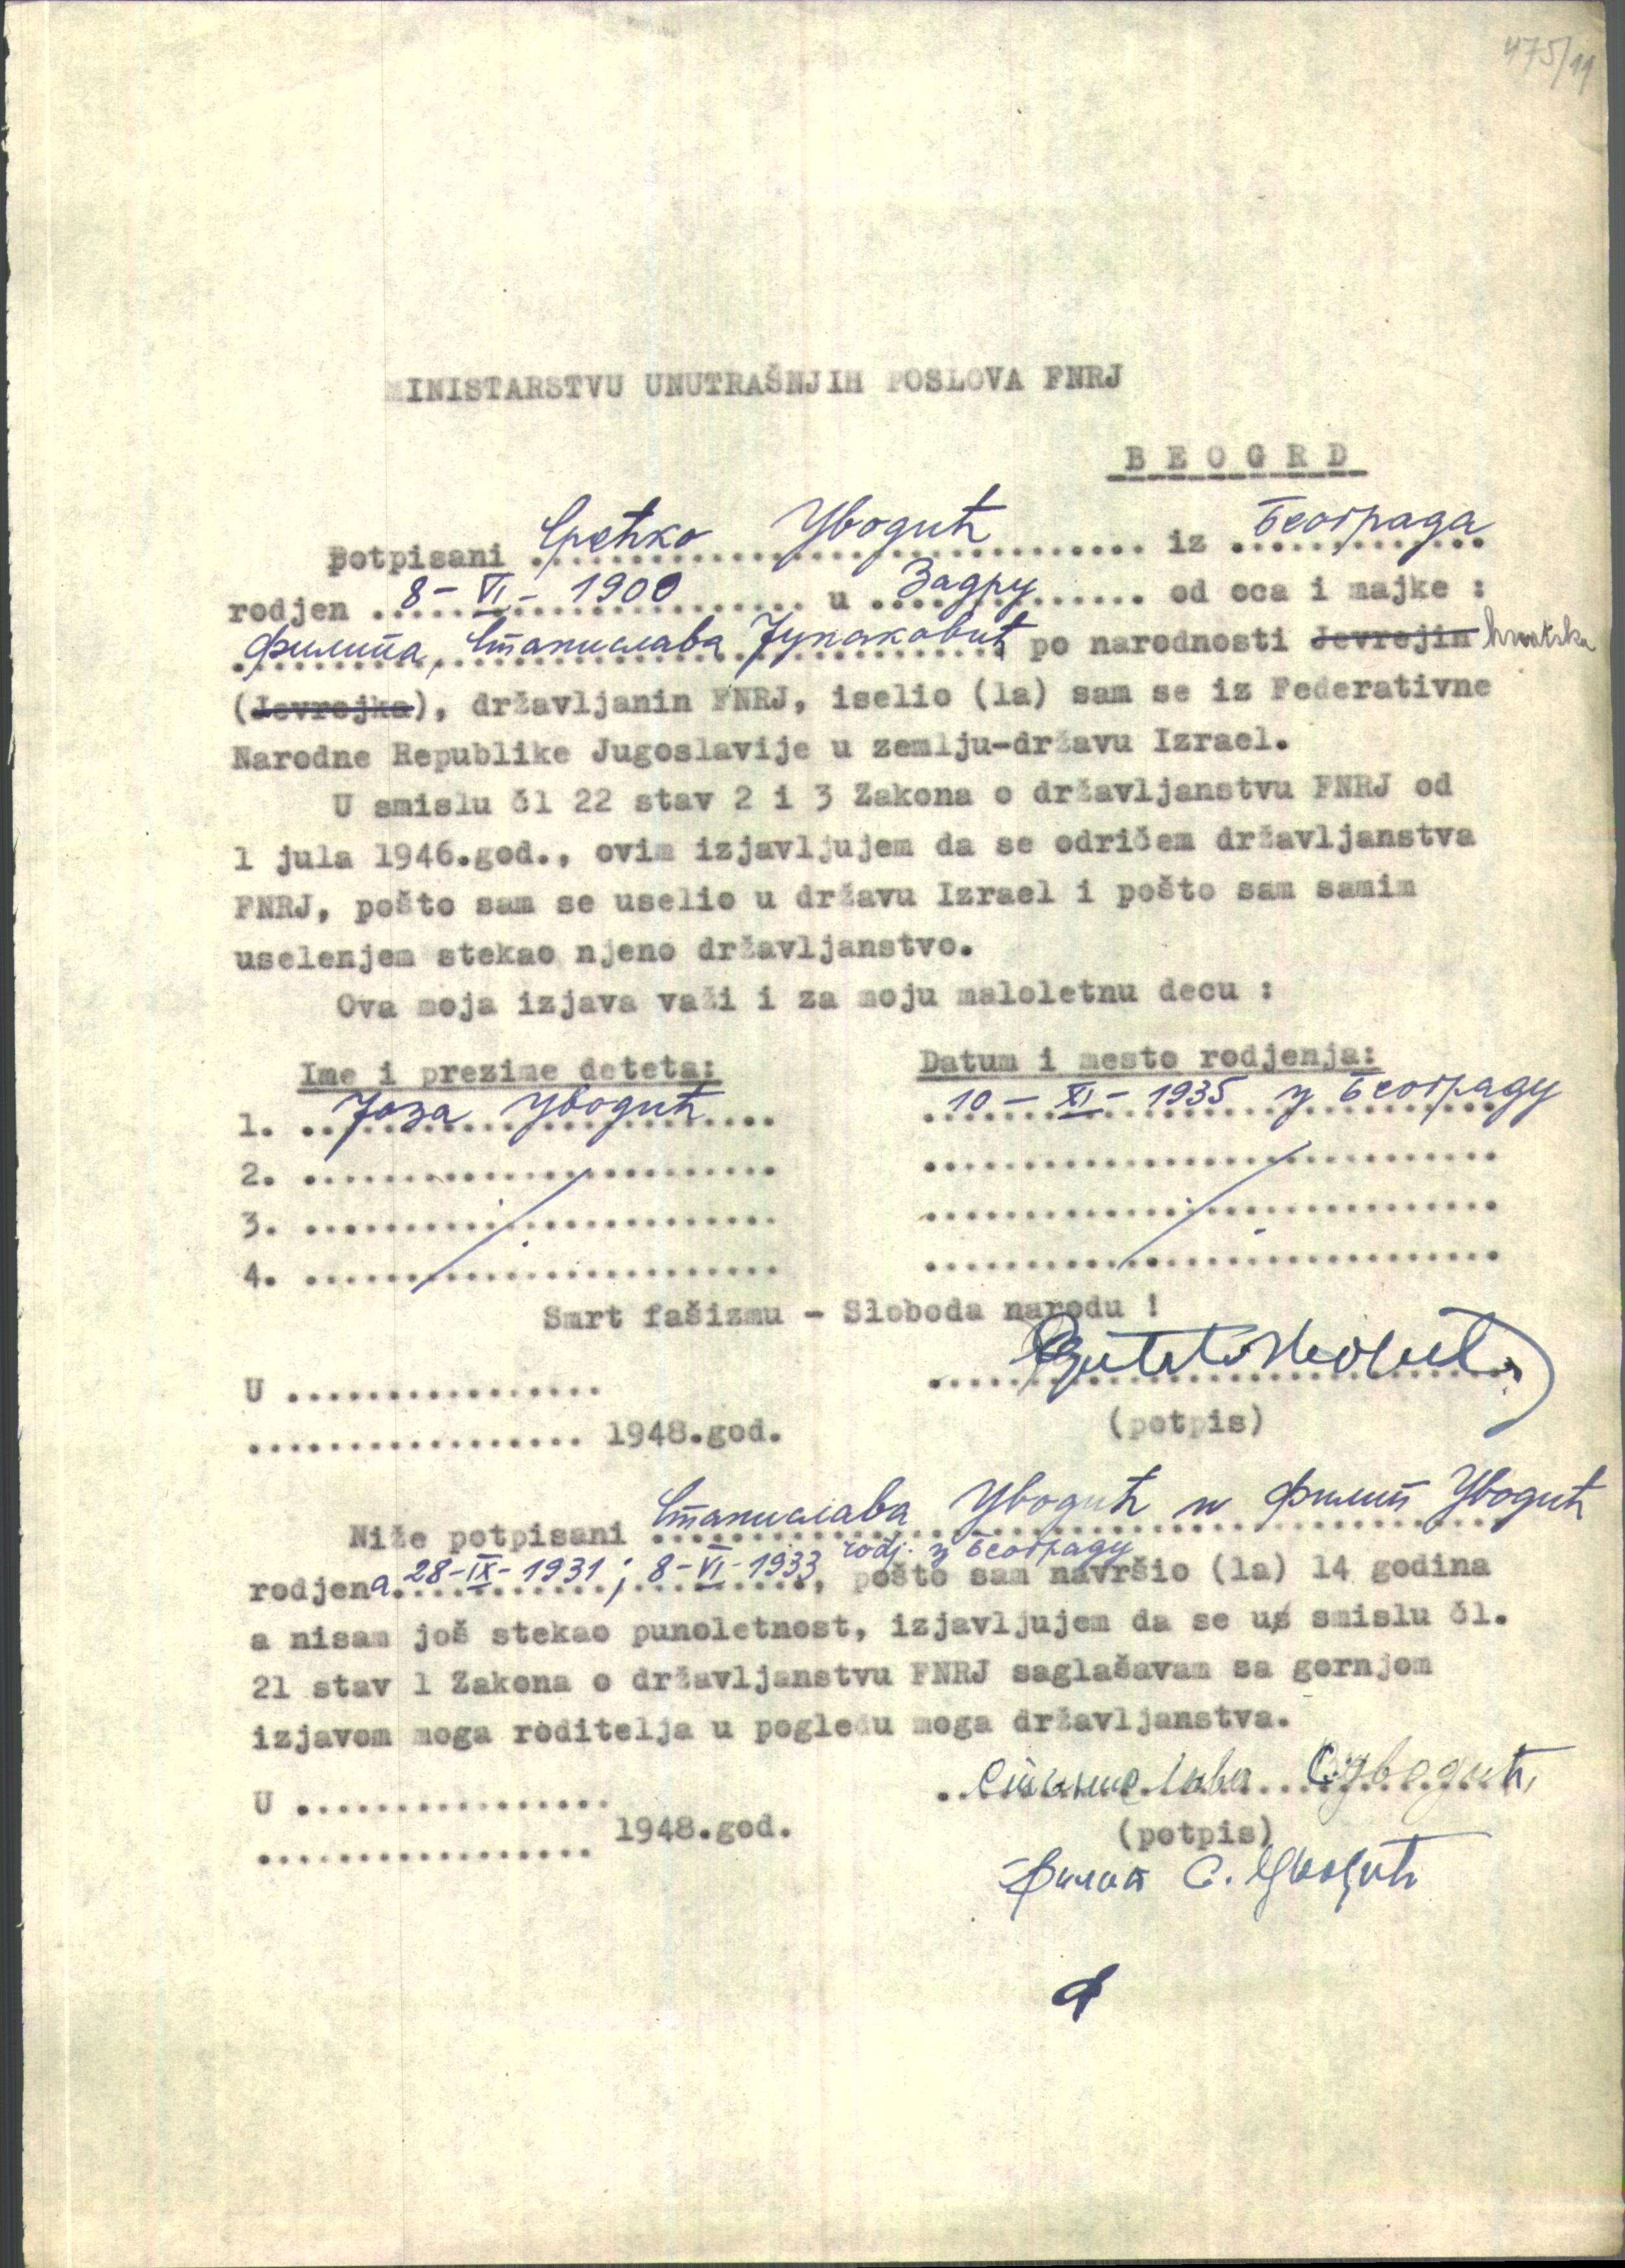 475/11
MINISTARSTVU UNUTRAŠNJIH POSLOVA FNRJ
B E O G R D
Potpisani Срећко Уводић iz Београда
rodjen 8-VI-1900 u Задру od oca i majke :
Филипа, Станислава Јунаковић po narodnosti Jevrejin hrvatska
(Jevrejka), državljanin FNRJ, iselio (la) sam se iz Federativne
Narodne Republike Jugoslavije u zemlju-državu Izrael.
U smislu čl 22 stav 2 i 3 Zakona o državljanstvu FNRJ od
1 jula 1946.god., ovim izjavljujem da se odričem državljanstva
FNRJ, pošto sam se uselio u državu Izrael i pošto sam samim
uselenjem stekao njeno državljanstvo.
Ova moja izjava važi i za moju maloletnu decu :
Ime i prezime deteta: Datum i mesto rodjenja:
1. Јоза Уводић 10-XI-1935 у Београду
2. ........................ .............................
3. ........................ .............................
4. ........................ .............................
Smrt fašizmu - Sloboda narodu !
U ................
................. 1948.god. (potpis)
Niže potpisani Станислава Уводић и Филип Уводић
rodj. у Београду
rodjena 28-IX-1931; 8-VI-1933, pošto sam navršio (la) 14 godina
a nisam još stekao punoletnost, izjavljujem da se u smislu čl.
21 stav 1 Zakona o državljanstvu FNRJ saglašavam sa gornjom
izjavom moga roditelja u pogledu moga državljanstva.
U ................ Станислава С. Уводић,
................. 1948.god. (potpis)
Филип С. Уводић